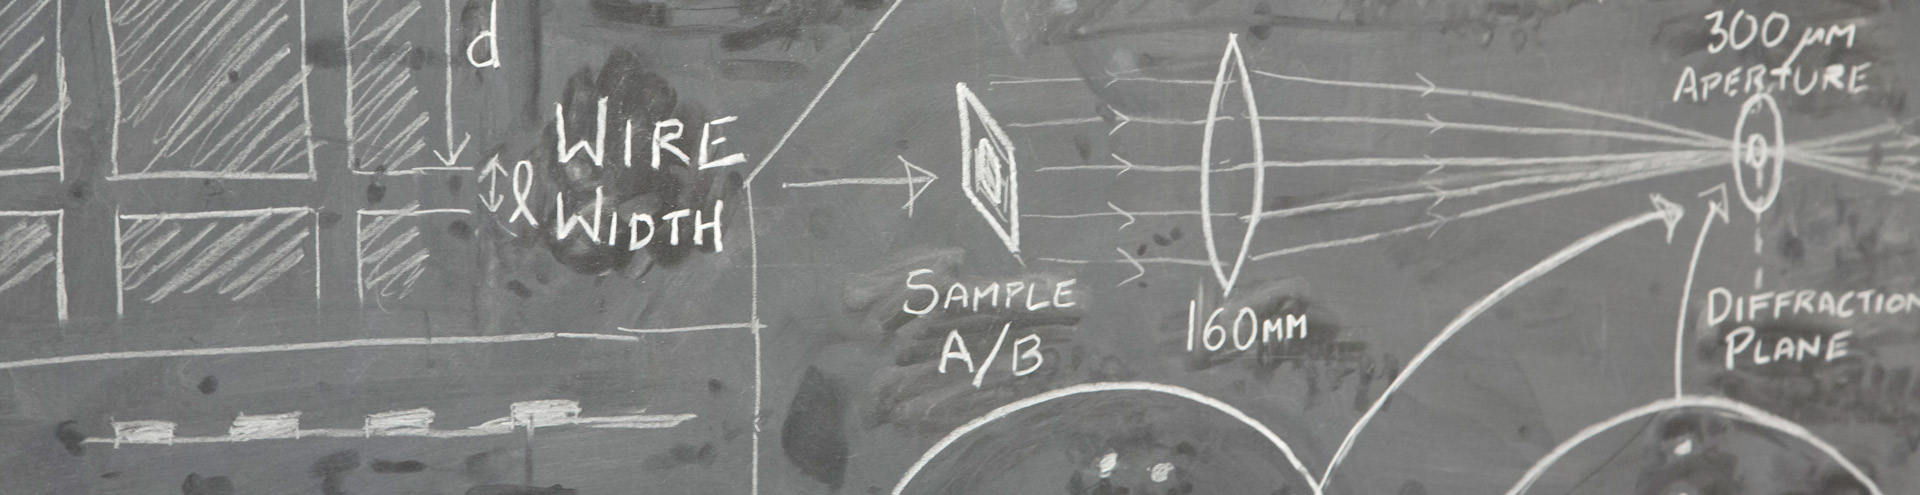 d
ℓ WIRE
WIDTH
SAMPLE
A/B
160MM
300 μM
APERTURE
DIFFRACTION
PLANE